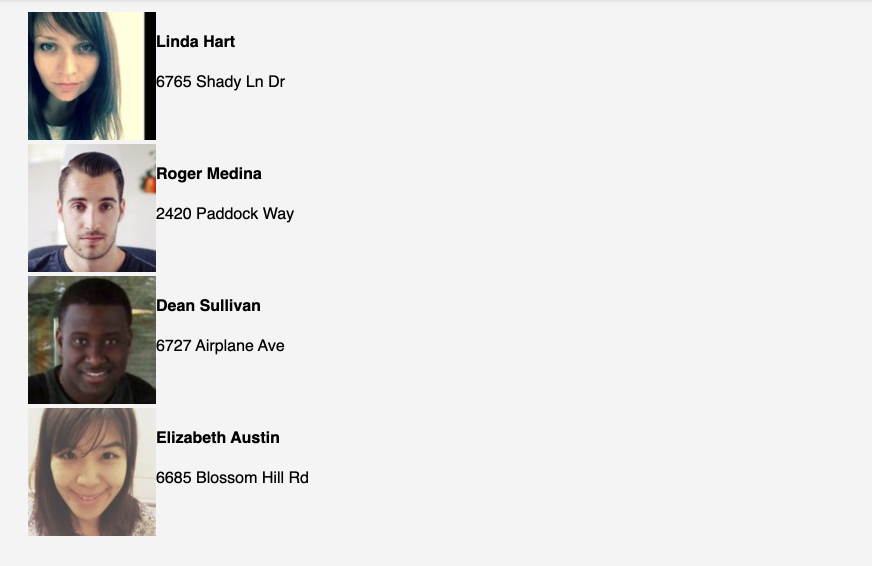 Linda Hart
6765 Shady Ln Dr
Roger Medina
2420 Paddock Way
Dean Sullivan
6727 Airplane Ave
Elizabeth Austin
6685 Blossom Hill Rd